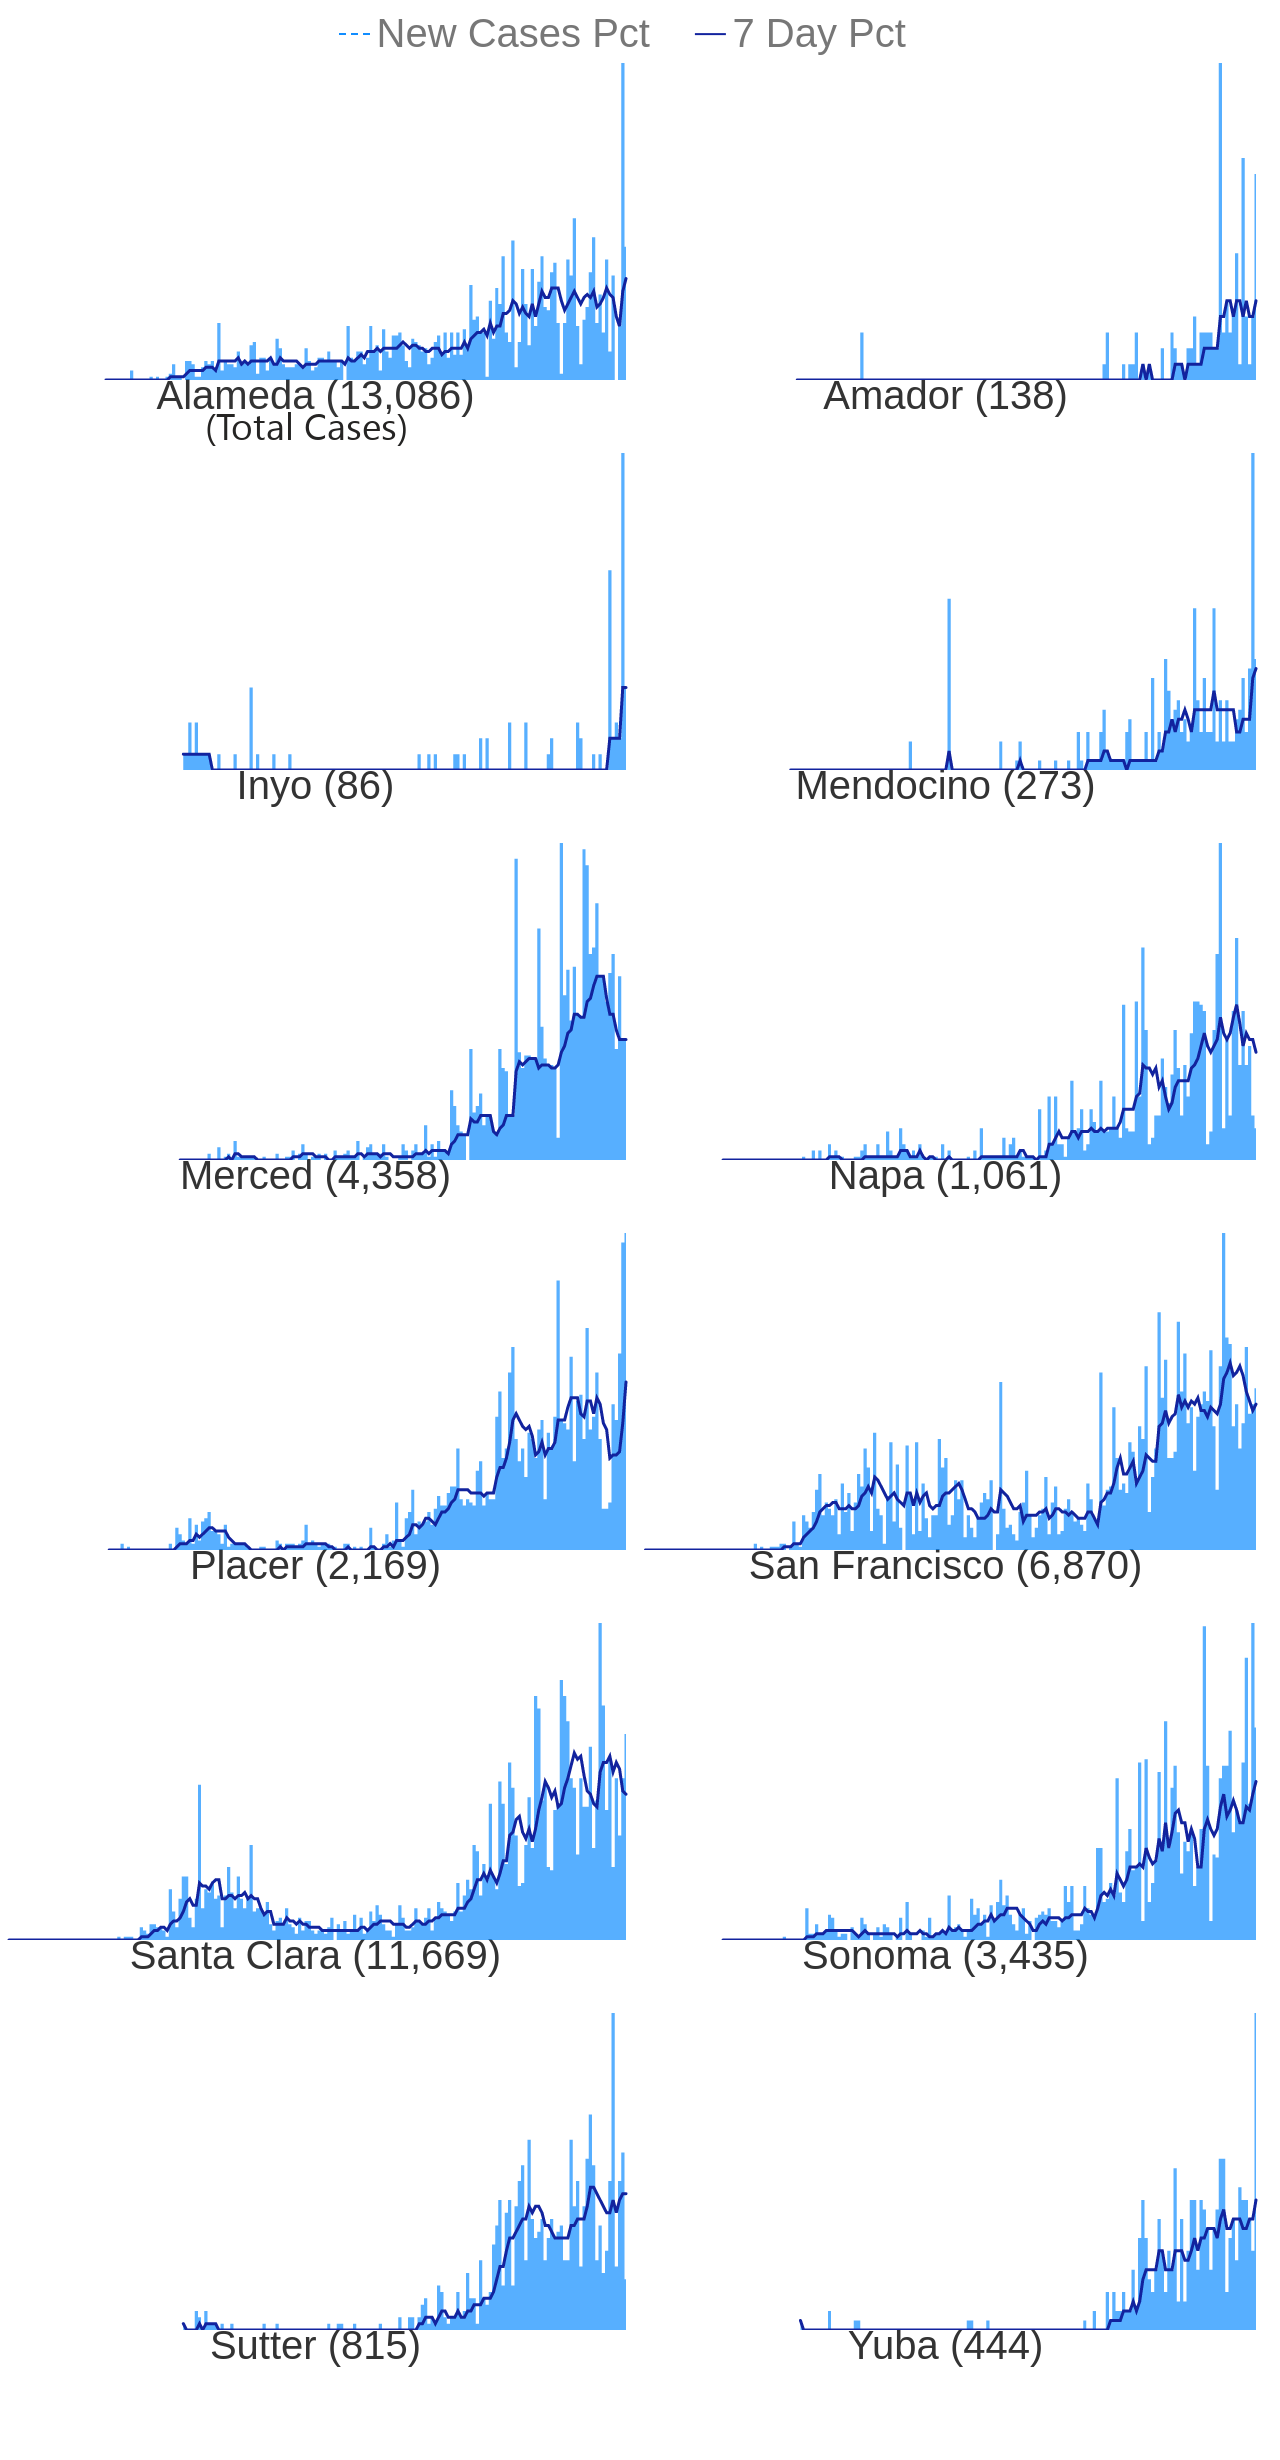 New Cases Pct 7 Day Pct
Alameda (13,086) Amador (138)
(Total Cases)
Inyo (86) Mendocino (273)
Merced (4,358) Napa (1,061)
Placer (2,169) San Francisco (6,870)
Santa Clara (11,669) Sonoma (3,435)
Sutter (815) Yuba (444)